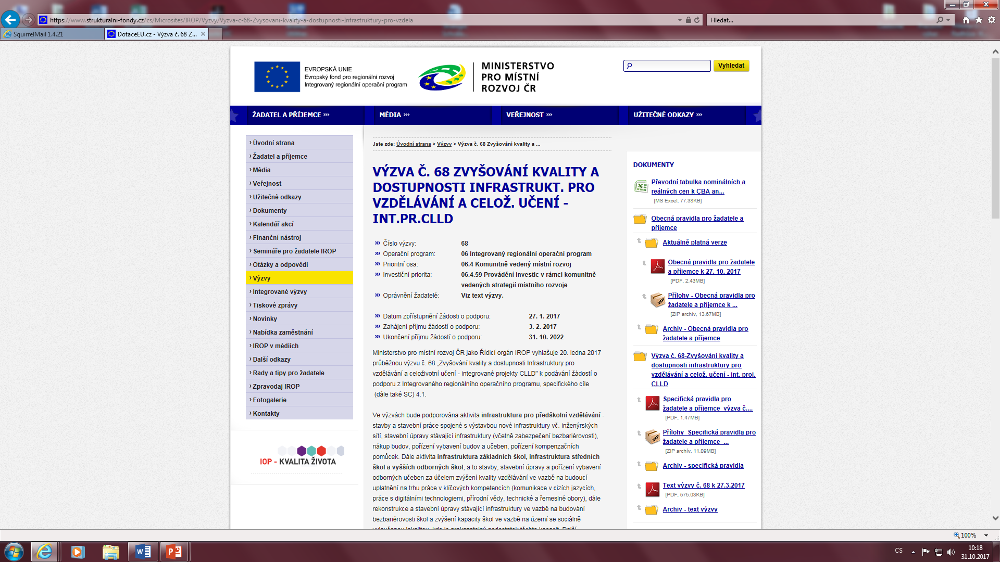 https://www.strukturalni-fondy.cz/cs/Microsites/IROP/Vyzvy/Vyzva-c-68-Zvysovani-kvality-a-dostupnosti-Infrastruktury-pro-vzdela
Hledat...
SquirrelMail 1.4.21
DotaceEU.cz - Výzva č. 68 Z...
EVROPSKÁ UNIE
Evropský fond pro regionální rozvoj
Integrovaný regionální operační program
MINISTERSTVO
PRO MÍSTNÍ
ROZVOJ ČR
Vyhledat
ŽADATEL A PŘÍJEMCE »›
MÉDIA »›
VEŘEJNOST »›
UŽITEČNÉ ODKAZY »›
› Úvodní strana
› Žadatel a příjemce
› Média
› Veřejnost
› Užitečné odkazy
› Dokumenty
› Kalendář akcí
› Finanční nástroj
› Semináře pro žadatele IROP
› Otázky a odpovědi
› Výzvy
› Integrované výzvy
› Tiskové zprávy
› Novinky
› Nabídka zaměstnání
› IROP v médiích
› Další odkazy
› Rady a tipy pro žadatele
› Zpravodaj IROP
› Fotogalerie
› Kontakty
IOP - KVALITA ŽIVOTA
Jste zde: Úvodní strana > Výzvy > Výzva č. 68 Zvyšování kvality a ...
VÝZVA Č. 68 ZVYŠOVÁNÍ KVALITY A
DOSTUPNOSTI INFRASTRUKT. PRO
VZDĚLÁVÁNÍ A CELOŽ. UČENÍ -
INT.PR.CLLD
»› Číslo výzvy: 68
»› Operační program: 06 Integrovaný regionální operační program
»› Prioritní osa: 06.4 Komunitně vedený místní rozvoj
»› Investiční priorita: 06.4.59 Provádění investic v rámci komunitně
vedených strategií místního rozvoje
»› Oprávnění žadatelé: Viz text výzvy.
»› Datum zpřístupnění žádosti o podporu: 27. 1. 2017
»› Zahájení příjmu žádostí o podporu: 3. 2. 2017
»› Ukončení příjmu žádostí o podporu: 31. 10. 2022
Ministerstvo pro místní rozvoj ČR jako Řídicí orgán IROP vyhlašuje 20. ledna 2017
průběžnou výzvu č. 68 „Zvyšování kvality a dostupnosti Infrastruktury pro
vzdělávání a celoživotní učení - integrované projekty CLLD" k podávání žádostí o
podporu z Integrovaného regionálního operačního programu, specifického cíle
(dále také SC) 4.1.
Ve výzvách bude podporována aktivita infrastruktura pro předškolní vzdělávání -
stavby a stavební práce spojené s výstavbou nové infrastruktury vč. inženýrských
sítí, stavební úpravy stávající infrastruktury (včetně zabezpečení bezbariérovosti),
nákup budov, pořízení vybavení budov a učeben, pořízení kompenzačních
pomůcek. Dále aktivita infrastruktura základních škol, infrastruktura středních
škol a vyšších odborných škol, a to stavby, stavební úpravy a pořízení vybavení
odborných učeben za účelem zvýšení kvality vzdělávání ve vazbě na budoucí
uplatnění na trhu práce v klíčových kompetencích (komunikace v cizích jazycích,
práce s digitálními technologiemi, přírodní vědy, technické a řemeslné obory), dále
rekonstrukce a stavební úpravy stávající infrastruktury ve vazbě na budování
bezbariérovosti škol a zvýšení kapacity škol ve vazbě na území se sociálně
vyloučenou lokalitou, kde je prokazatelný nedostatek těchto kapacit. Další
DOKUMENTY
Převodní tabulka nominálních a
reálných cen k CBA an...
[MS Excel, 77.38KB]
Obecná pravidla pro žadatele a
příjemce
Aktuálně platná verze
Obecná pravidla pro žadatele
a příjemce k 27. 10. 2017
[PDF, 2.43MB]
Přílohy - Obecná pravidla pro
žadatele a příjemce k ...
[ZIP archív, 13.67MB]
Archiv - Obecná pravidla pro
žadatele a příjemce
Výzva č. 68-Zvyšování kvality a
dostupnosti infrastruktury pro
vzdělávání a celož. učení - int. proj.
CLLD
Specifická pravidla pro
žadatele a příjemce_výzva č....
[PDF, 1.47MB]
Přílohy_Specifická pravidla pro
žadatele a příjemce_...
[ZIP archív, 11.09MB]
Archiv - specifická pravidla
Text výzvy č. 68 k 27.3.2017
[PDF, 575.03KB]
Archiv - text výzvy
100%
CS
10:18
31.10.2017